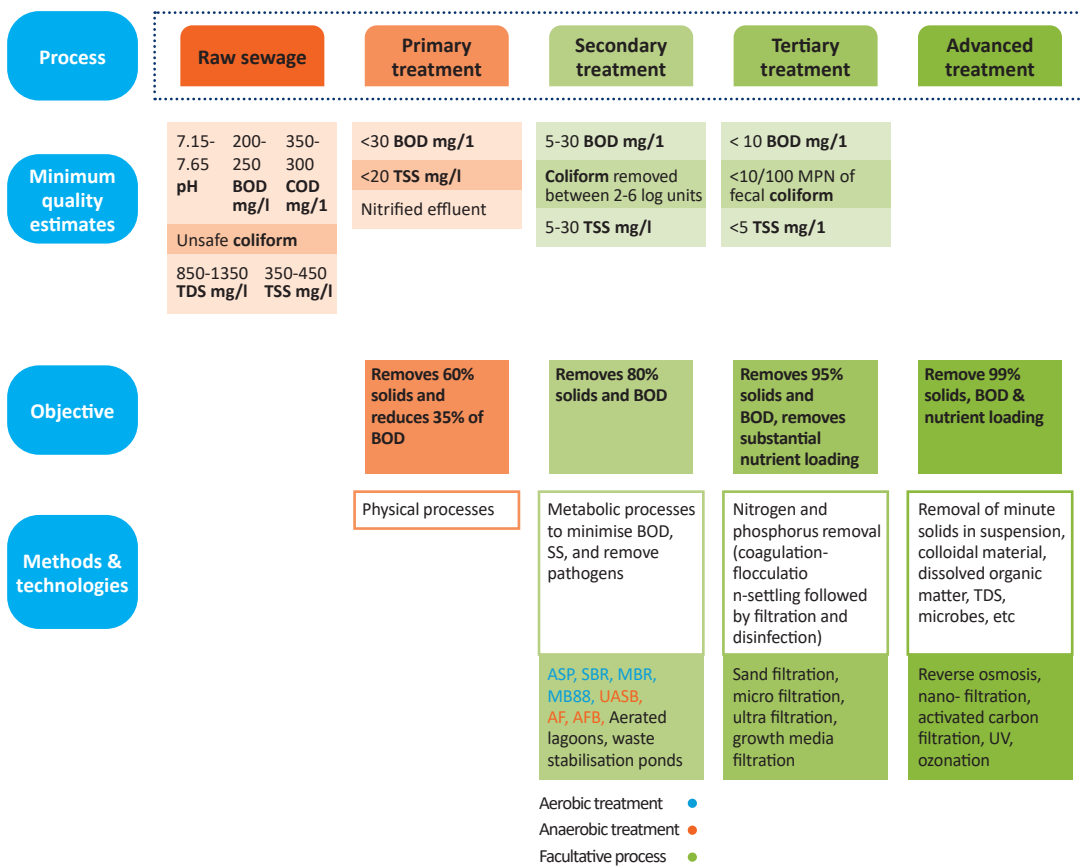 Process
Raw sewage
Primary
treatment
Secondary
treatment
Tertiary
treatment
Advanced
treatment
Minimum
quality
estimates
7.15-
7.65
pH
200-
250
BOD
mg/l
350-
300
COD
mg/1
Unsafe coliform
850-1350
TDS mg/l
350-450
TSS mg/l
<30 BOD mg/1
<20 TSS mg/l
Nitrified effluent
5-30 BOD mg/1
Coliform removed
between 2-6 log units
5-30 TSS mg/l
< 10 BOD mg/1
<10/100 MPN of
fecal coliform
<5 TSS mg/1
Objective
Removes 60%
solids and
reduces 35% of
BOD
Removes 80%
solids and BOD
Removes 95%
solids and
BOD, removes
substantial
nutrient loading
Remove 99%
solids, BOD &
nutrient loading
Methods &
technologies
Physical processes
Metabolic processes
to minimise BOD,
SS, and remove
pathogens
Nitrogen and
phosphorus removal
(coagulation-
flocculatio
n-settling followed
by filtration and
disinfection)
Removal of minute
solids in suspension,
colloidal material,
dissolved organic
matter, TDS,
microbes, etc
ASP, SBR, MBR,
MB88, UASB,
AF, AFB, Aerated
lagoons, waste
stabilisation ponds
Sand filtration,
micro filtration,
ultra filtration,
growth media
filtration
Reverse osmosis,
nano- filtration,
activated carbon
filtration, UV,
ozonation
Aerobic treatment
Anaerobic treatment
Facultative process